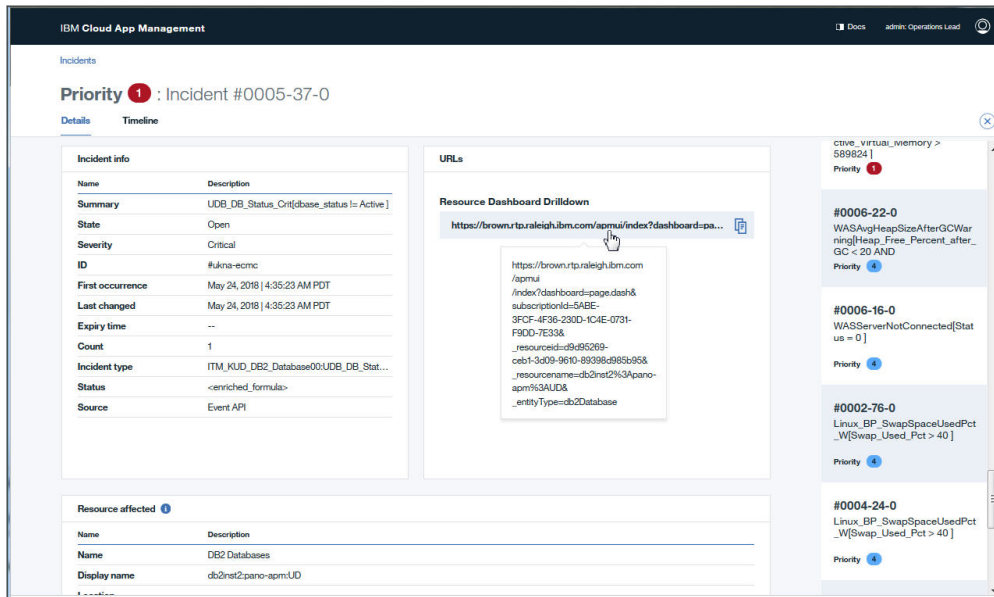 IBM Cloud App Management
Docs
admin: Operations Lead
Incidents
Priority 1 : Incident #0005-37-0
Details
Timeline
Incident info
Name Description
Summary UDB_DB_Status_Crit[dbase_status != Active ]
State Open
Severity Critical
ID #ukna-ecmc
First occurrence May 24, 2018 | 4:35:23 AM PDT
Last changed May 24, 2018 | 4:35:23 AM PDT
Expiry time --
Count 1
Incident type ITM_KUD_DB2_Database00:UDB_DB_Stat...
Status <enriched_formula>
Source Event API
URLs
Resource Dashboard Drilldown
https://brown.rtp.raleigh.ibm.com/apmui/index?dashboard=pa...
https://brown.rtp.raleigh.ibm.com
/apmui
/index?dashboard=page.dash&
subscriptionId=5ABE-
3FCF-4F36-230D-1C4E-0731-
F9DD-7E33&
_resourceid=d9d95269-
ceb1-3d09-9610-89398d985b95&
_resourcename=db2inst2%3Apano-
apm%3AUD&
_entityType=db2Database
Resource affected
Name Description
Name DB2 Databases
Display name db2inst2:pano-apm:UD
Location
ctive_Virtual_Memory >
589824 ]
Priority 1
#0006-22-0
WASAvgHeapSizeAfterGCWar
ning[Heap_Free_Percent_after_
GC < 20 AND
Priority 4
#0006-16-0
WASServerNotConnected[Stat
us = 0 ]
Priority 4
#0002-76-0
Linux_BP_SwapSpaceUsedPct
_W[Swap_Used_Pct > 40 ]
Priority 4
#0004-24-0
Linux_BP_SwapSpaceUsedPct
_W[Swap_Used_Pct > 40 ]
Priority 4